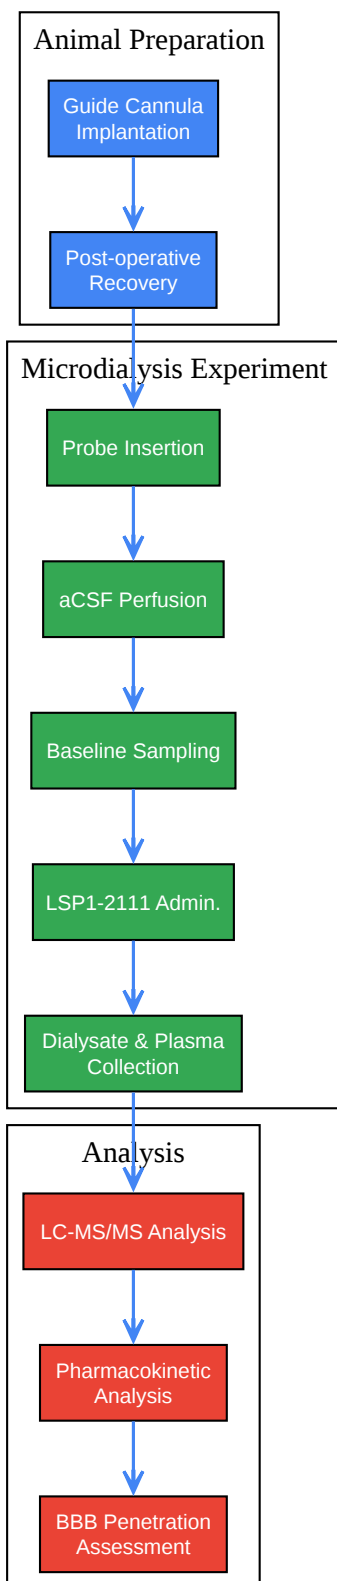 Animal Preparation
Guide Cannula
Implantation
Post-operative
Recovery
Microdialysis Experiment
Probe Insertion
aCSF Perfusion
Baseline Sampling
LSP1-2111 Admin.
Dialysate & Plasma
Collection
Analysis
LC-MS/MS Analysis
Pharmacokinetic
Analysis
BBB Penetration
Assessment